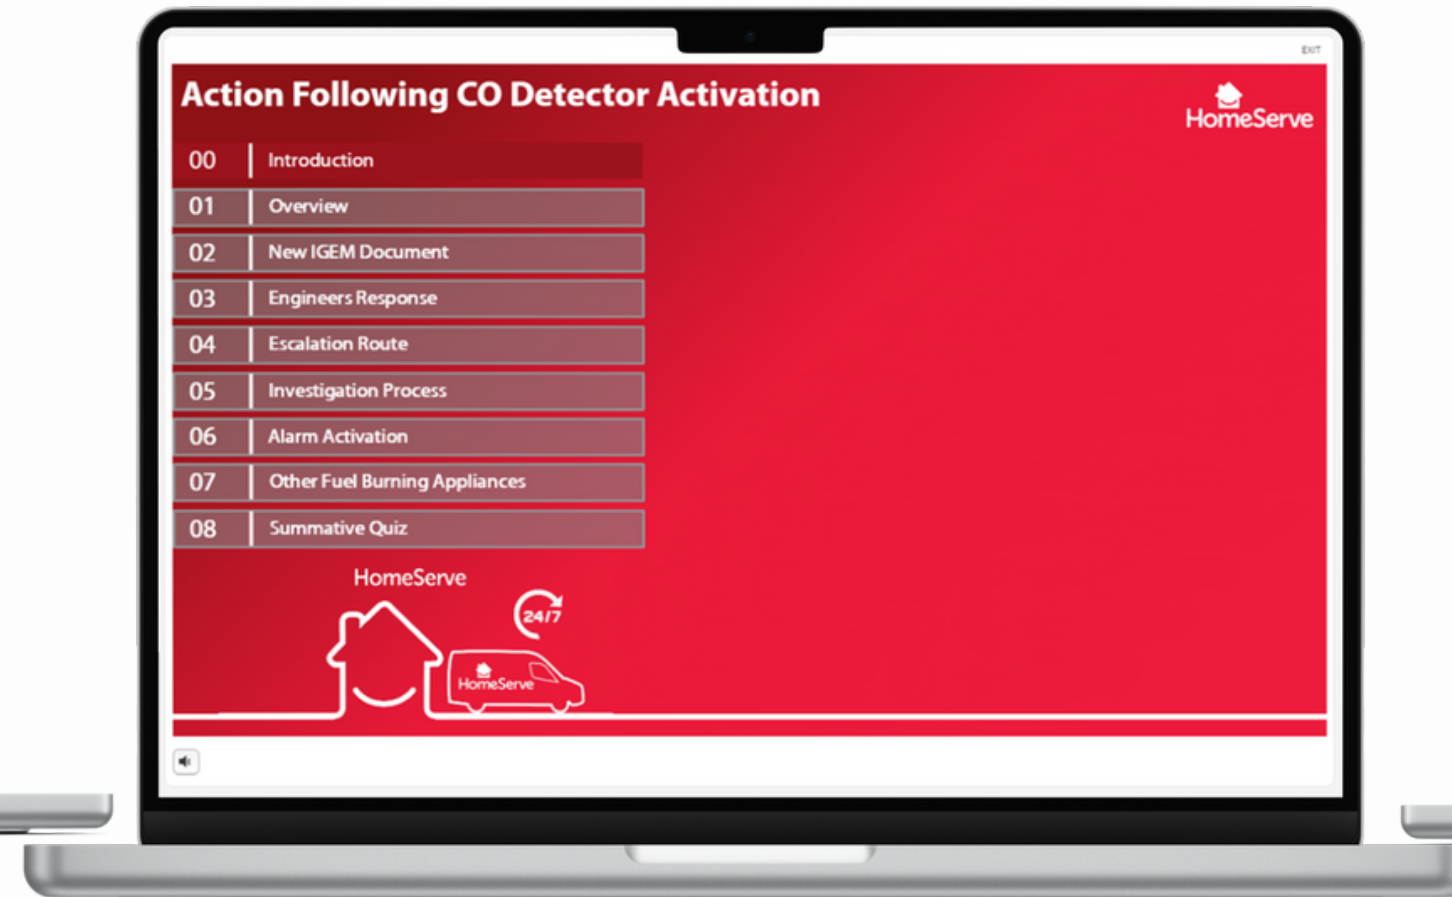 EXIT
Action Following CO Detector Activation
HomeServe
00 Introduction
01 Overview
02 New IGEM Document
03 Engineers Response
04 Escalation Route
05 Investigation Process
06 Alarm Activation
07 Other Fuel Burning Appliances
08 Summative Quiz
HomeServe
24/7
HomeServe